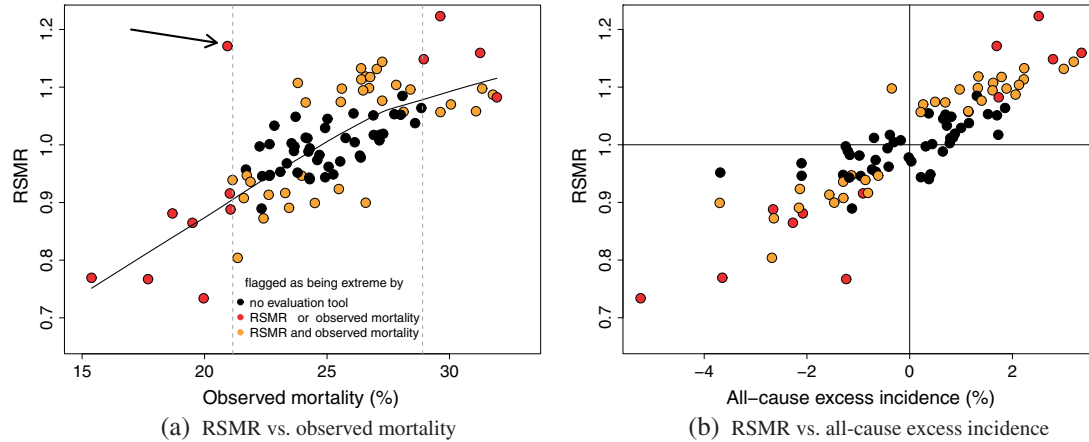 RSMR
1.2
1.1
1.0
0.9
0.8
0.7
flagged as being extreme by
no evaluation tool
RSMR or observed mortality
RSMR and observed mortality
15
20
25
30
Observed mortality (%)
(a) RSMR vs. observed mortality
RSMR
1.2
1.1
1.0
0.9
0.8
0.7
−4
−2
0
2
All−cause excess incidence (%)
(b) RSMR vs. all-cause excess incidence